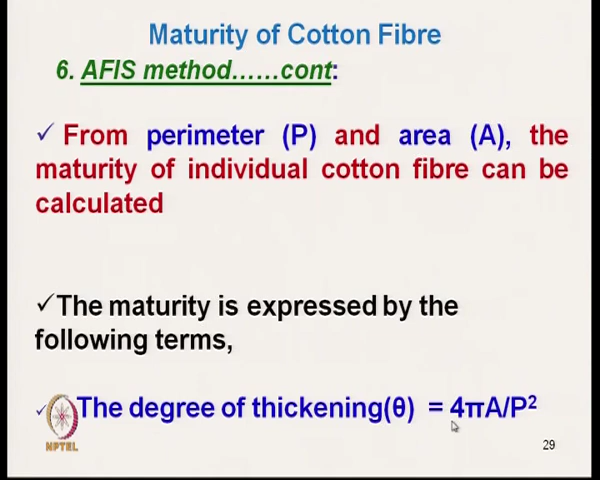 Maturity of Cotton Fibre
6. AFIS method......cont:
✓ From perimeter (P) and area (A), the
maturity of individual cotton fibre can be
calculated
✓The maturity is expressed by the
following terms,
✓ The degree of thickening(θ) = 4πA/P²
NPTEL
29